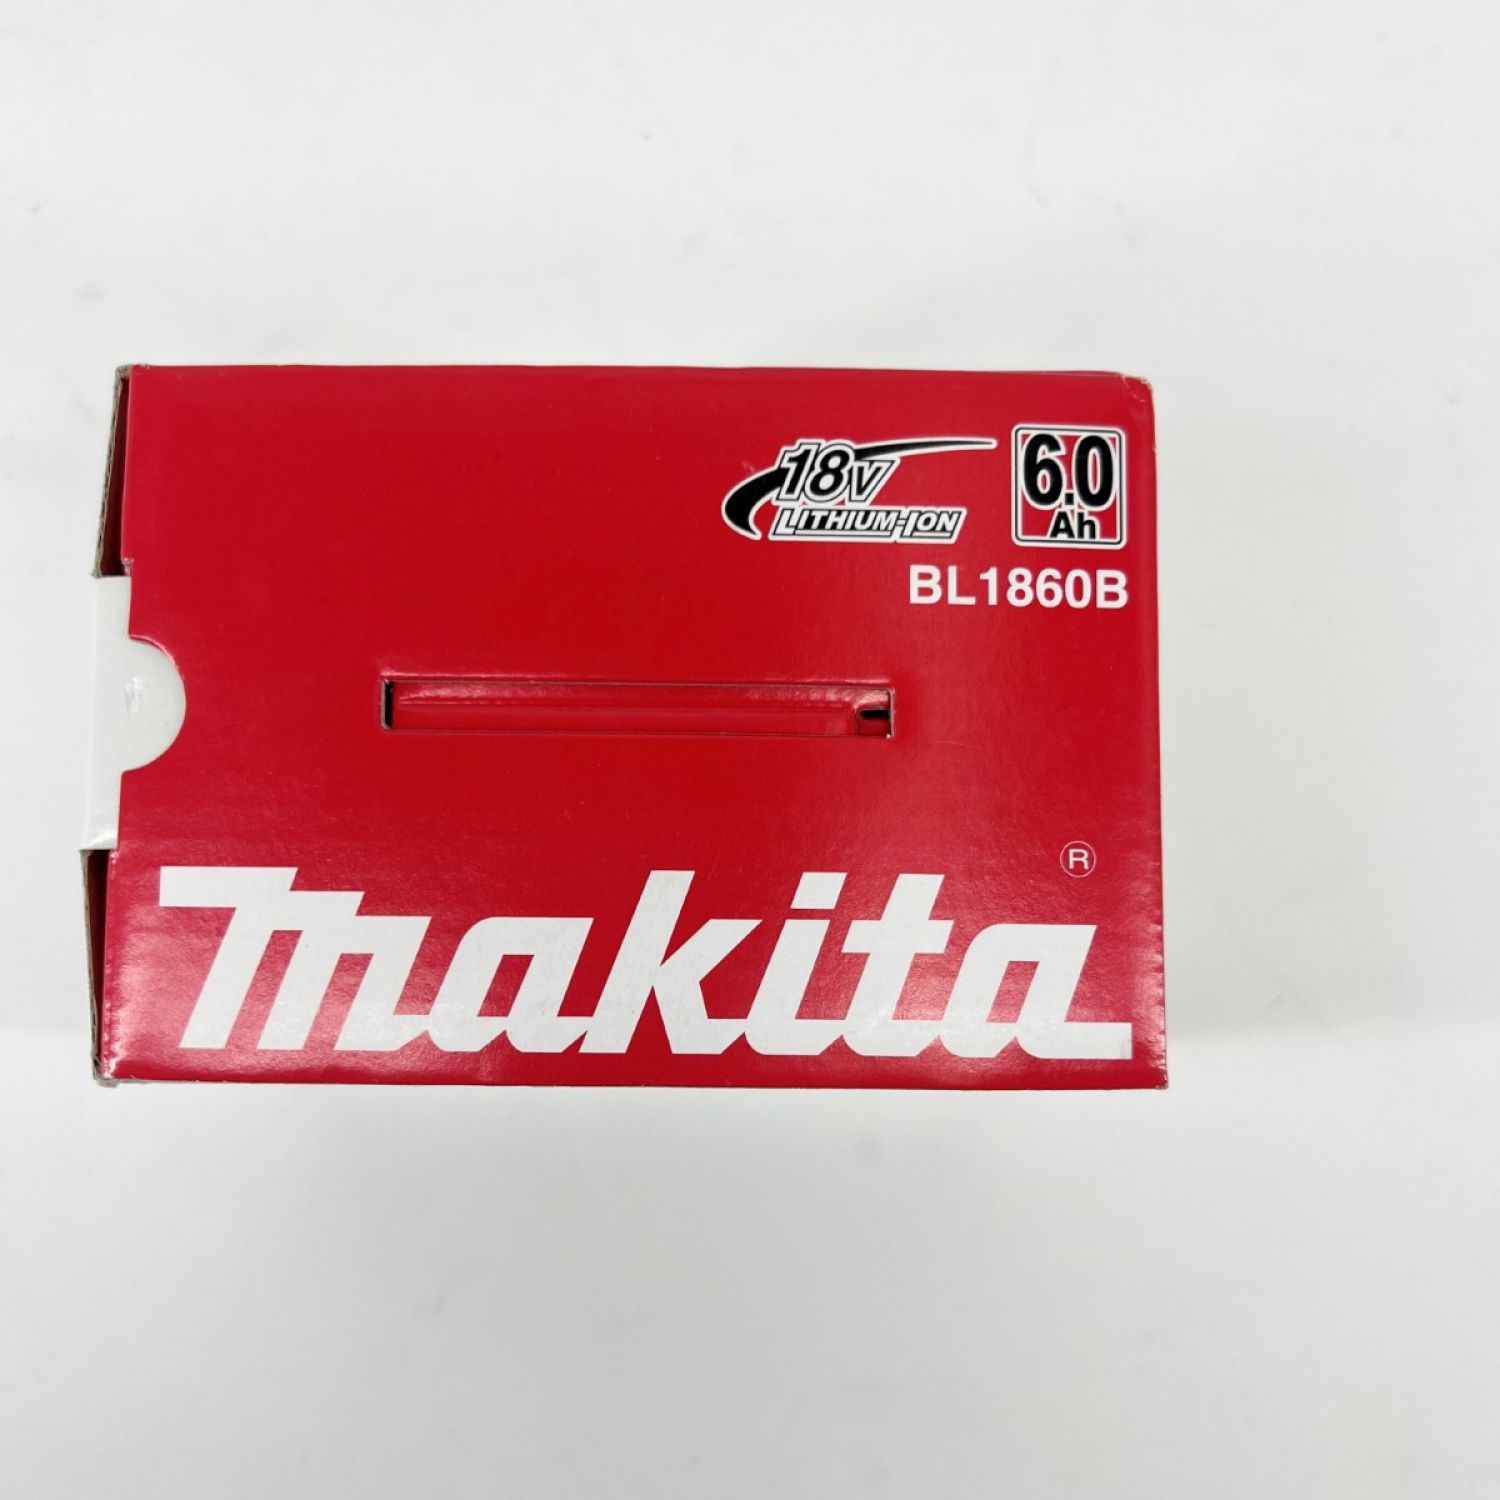 18V
LITHIUM-ION
6.0
Ah
BL1860B
makita®